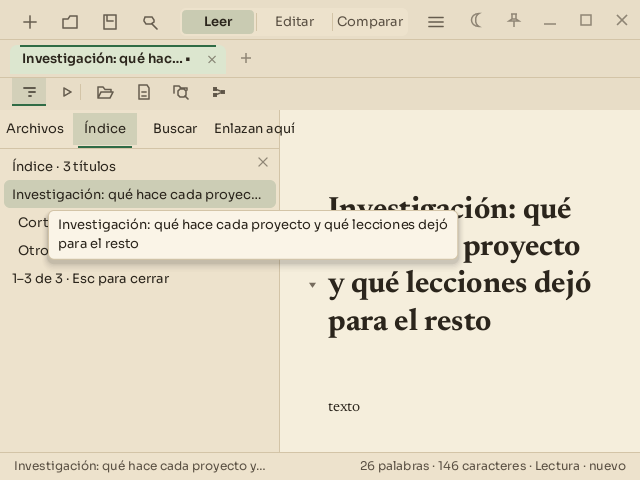 Leer
Editar
Comparar
Investigación: qué hac... •
Archivos
Índice
Buscar
Enlazan aquí
Índice · 3 títulos
Investigación: qué hace cada proyec...
Cort
Otro
Investigación: qué hace cada proyecto y qué lecciones dejó
para el resto
1–3 de 3 · Esc para cerrar
Investigación: qué
proyecto
y qué lecciones dejó
para el resto
texto
Investigación: qué hace cada proyecto y...
26 palabras · 146 caracteres · Lectura · nuevo